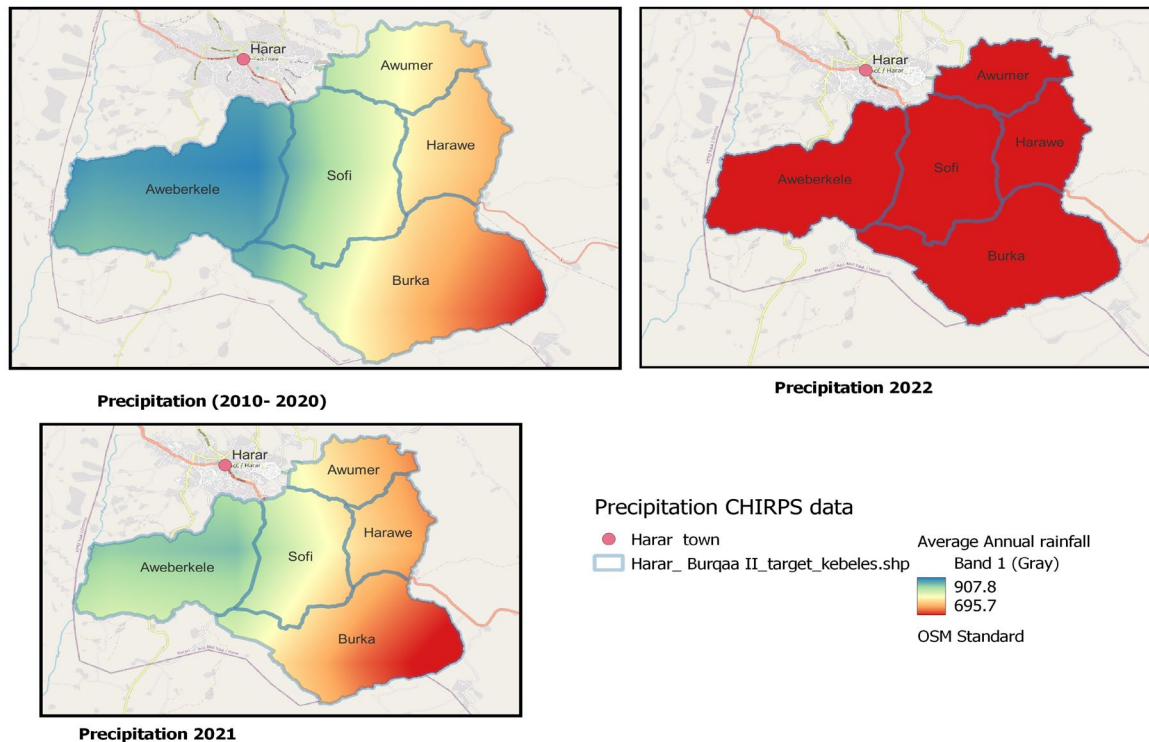 Harar
Awumer
Harawe
Sofi
Aweberkele
Burka
Precipitation (2010- 2020)
Harar
Awumer
Harawe
Sofi
Aweberkele
Burka
Precipitation 2022
Harar
Awumer
Harawe
Sofi
Aweberkele
Burka
Precipitation 2021
Precipitation CHIRPS data
Harar town
Harar_ Burqaa II_target_kebeles.shp
Average Annual rainfall
Band 1 (Gray)
907.8
695.7
OSM Standard